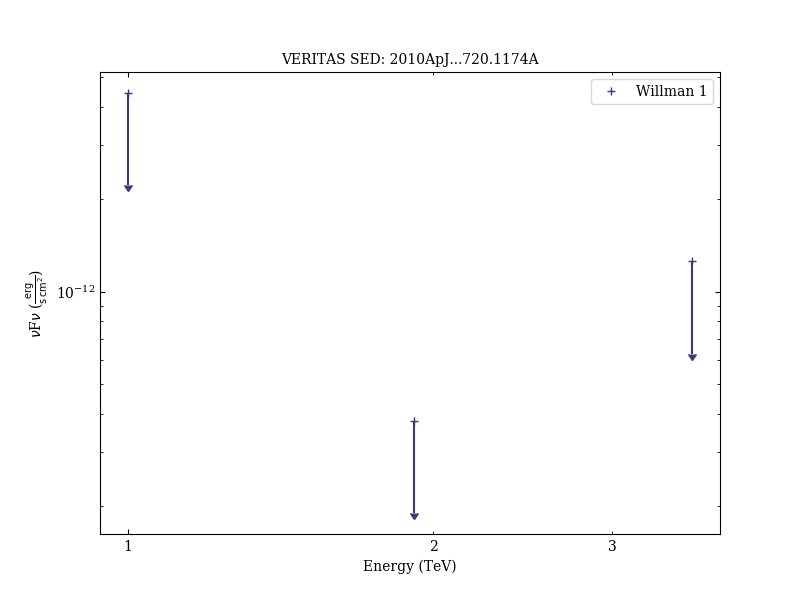 VERITAS SED: 2010ApJ...720.1174A
Willman 1
νFν (erg/s cm²)
10⁻¹²
1 2 3
Energy (TeV)